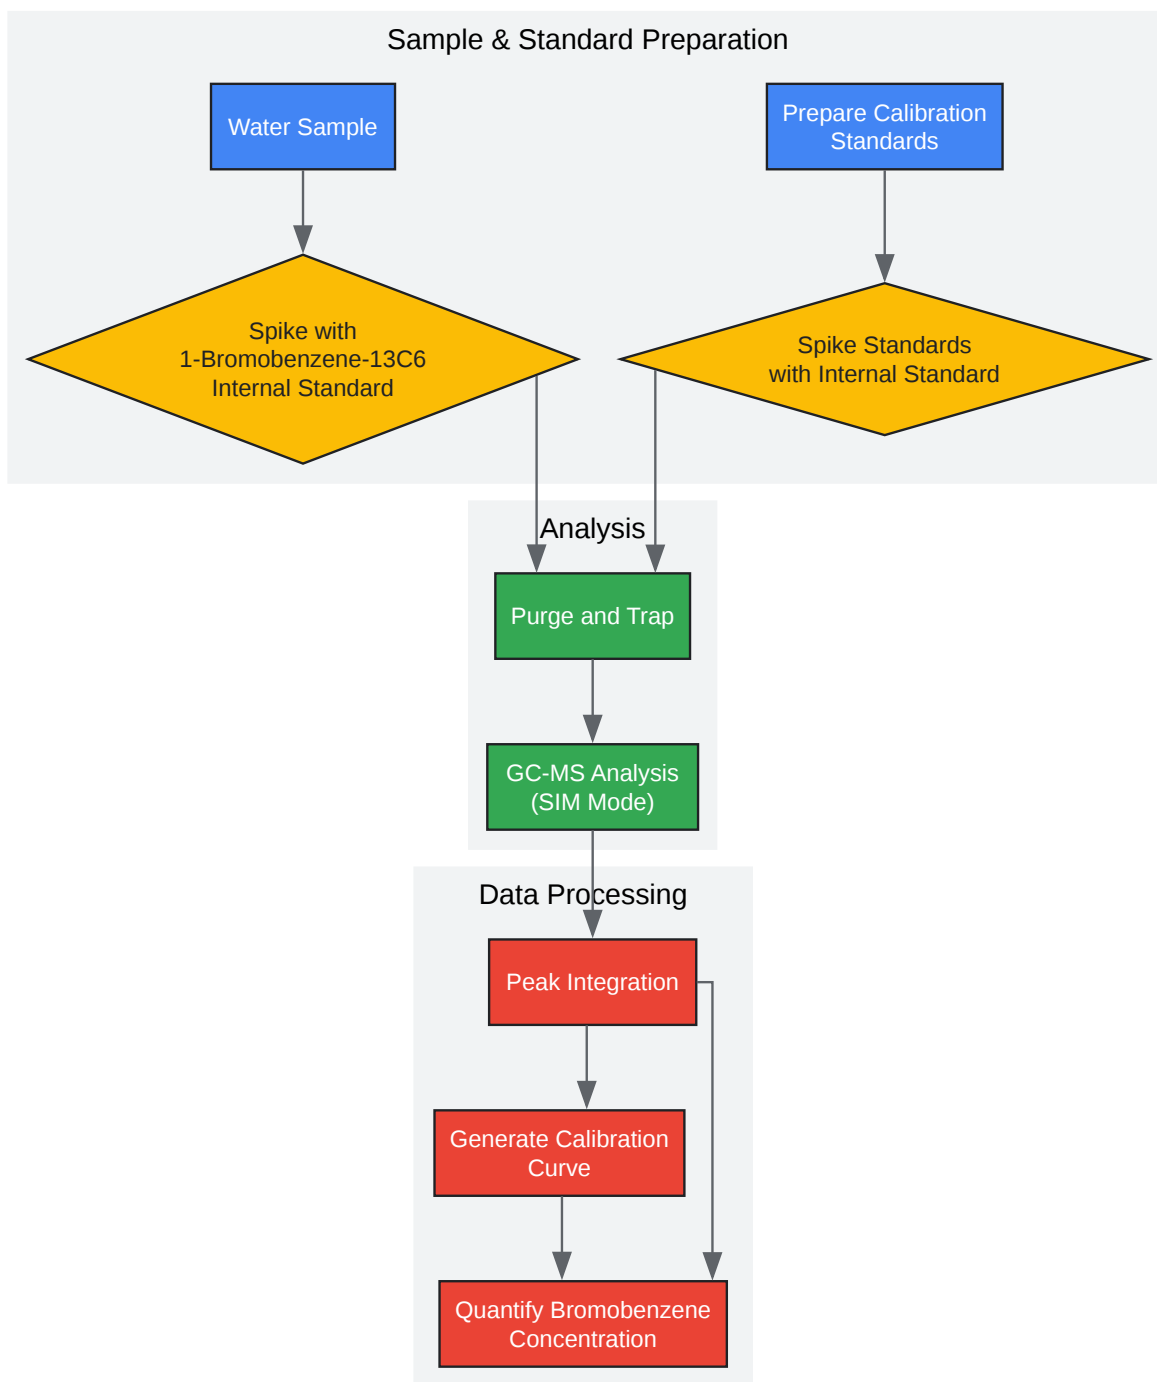 Sample & Standard Preparation
Water Sample
Prepare Calibration
Standards
Spike with
1-Bromobenzene-13C6
Internal Standard
Spike Standards
with Internal Standard
Analysis
Purge and Trap
GC-MS Analysis
(SIM Mode)
Data Processing
Peak Integration
Generate Calibration
Curve
Quantify Bromobenzene
Concentration